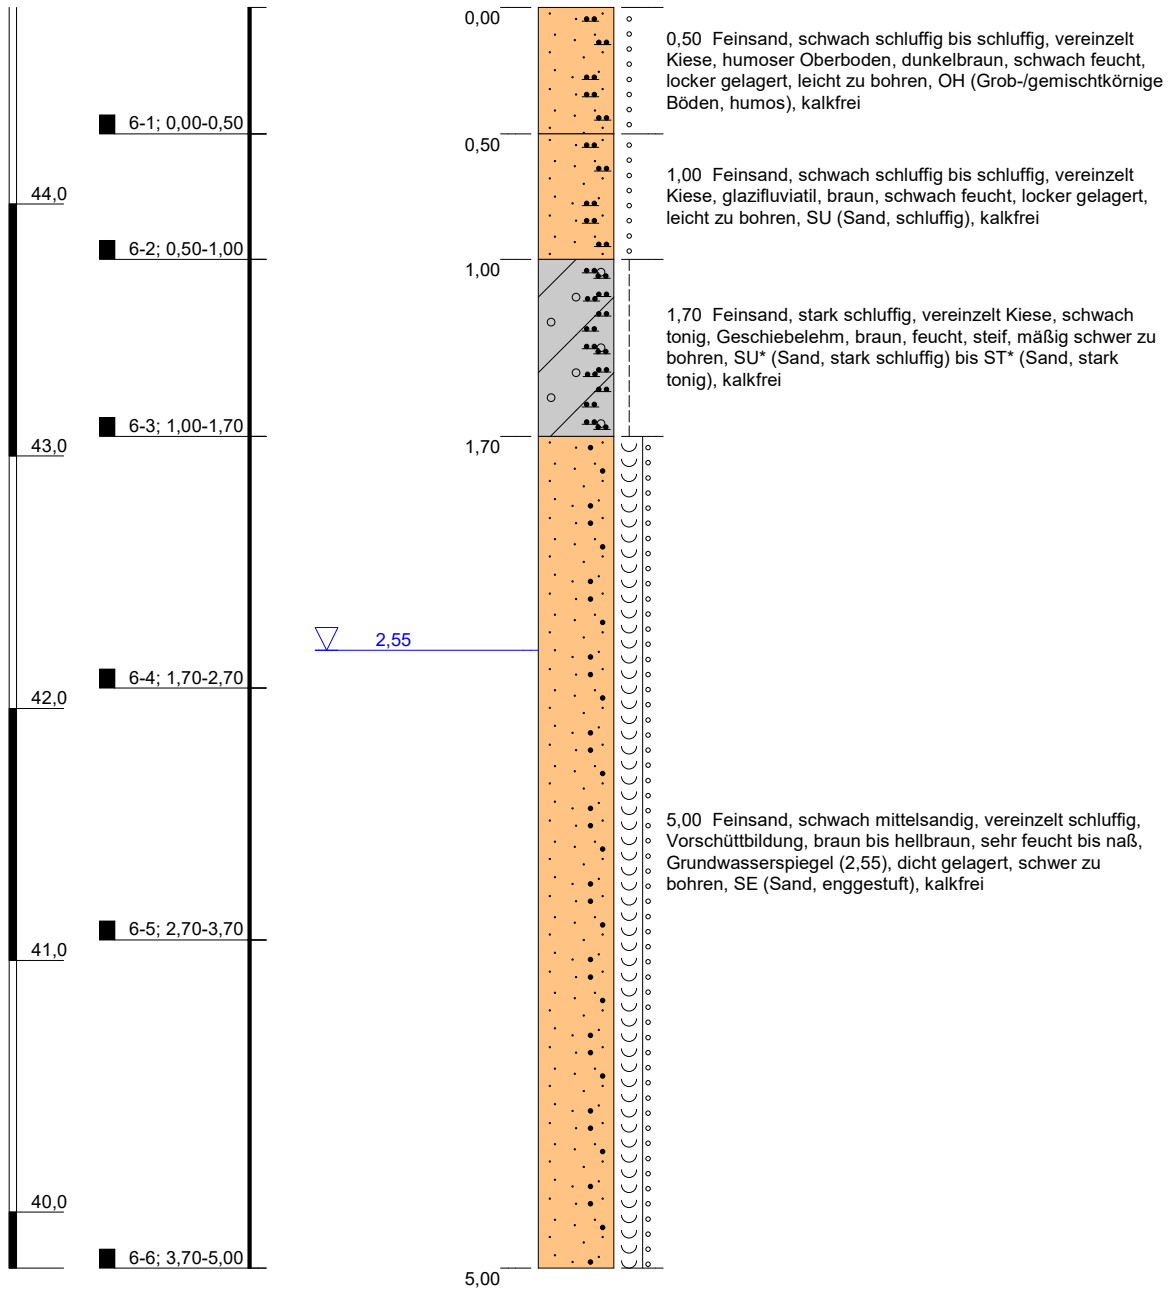 0,00
0,50 Feinsand, schwach schluffig bis schluffig, vereinzelt
Kiese, humoser Oberboden, dunkelbraun, schwach feucht,
locker gelagert, leicht zu bohren, OH (Grob-/gemischtkörnige
Böden, humos), kalkfrei
6-1; 0,00-0,50
0,50
1,00 Feinsand, schwach schluffig bis schluffig, vereinzelt
Kiese, glazifluviatil, braun, schwach feucht, locker gelagert,
leicht zu bohren, SU (Sand, schluffig), kalkfrei
44,0
6-2; 0,50-1,00
1,00
1,70 Feinsand, stark schluffig, vereinzelt Kiese, schwach
tonig, Geschiebelehm, braun, feucht, steif, mäßig schwer zu
bohren, SU* (Sand, stark schluffig) bis ST* (Sand, stark
tonig), kalkfrei
6-3; 1,00-1,70
43,0
1,70
2,55
6-4; 1,70-2,70
42,0
5,00 Feinsand, schwach mittelsandig, vereinzelt schluffig,
Vorschüttbildung, braun bis hellbraun, sehr feucht bis naß,
Grundwasserspiegel (2,55), dicht gelagert, schwer zu
bohren, SE (Sand, enggestuft), kalkfrei
6-5; 2,70-3,70
41,0
40,0
6-6; 3,70-5,00
5,00